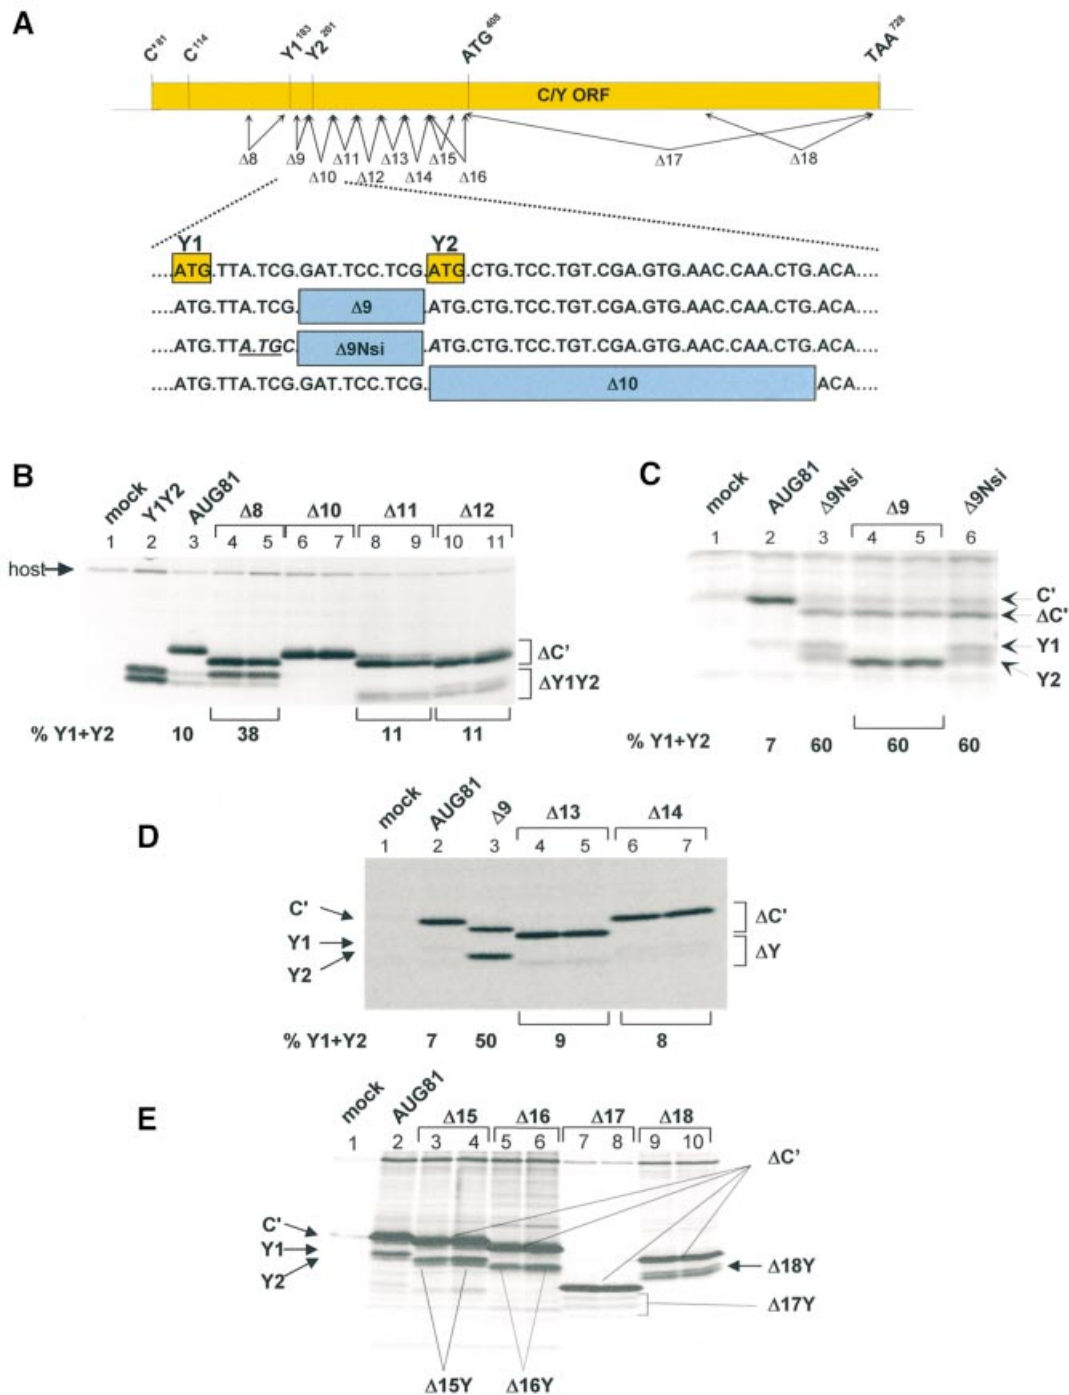 A
C'81 C114 Y1183 Y2201 ATG408 TAA728
C/Y ORF
Δ8 Δ9 Δ11 Δ13 Δ15 Δ17 Δ18
Δ10 Δ12 Δ14 Δ16
Y1 Y2
....ATG.TTA.TCG.GAT.TCC.TCG.ATG.CTG.TCC.TGT.CGA.GTG.AAC.CAA.CTG.ACA....
....ATG.TTA.TCG. Δ9 .ATG.CTG.TCC.TGT.CGA.GTG.AAC.CAA.CTG.ACA....
....ATG.TTA.TGC. Δ9Nsi .ATG.CTG.TCC.TGT.CGA.GTG.AAC.CAA.CTG.ACA....
....ATG.TTA.TCG.GAT.TCC.TCG. Δ10 ACA....
B
mock Y1Y2 AUG81 Δ8 Δ10 Δ11 Δ12
1 2 3 4 5 6 7 8 9 10 11
host
ΔC'
ΔY1Y2
% Y1+Y2 10 38 11 11
C
mock AUG81 Δ9Nsi Δ9 Δ9Nsi
1 2 3 4 5 6
C'
ΔC'
Y1
Y2
% Y1+Y2 7 60 60 60
D
mock AUG81 Δ9 Δ13 Δ14
1 2 3 4 5 6 7
C' ΔC'
Y1 ΔY
Y2
% Y1+Y2 7 50 9 8
E
mock AUG81 Δ15 Δ16 Δ17 Δ18
1 2 3 4 5 6 7 8 9 10
ΔC'
C'
Y1
Y2 Δ18Y
Δ17Y
Δ15Y Δ16Y